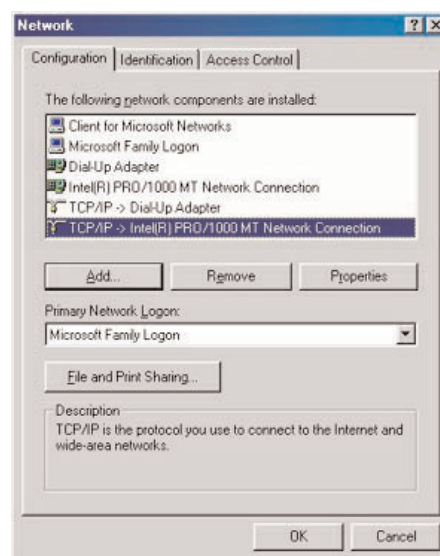 Network
Configuration Identification Access Control
The following network components are installed:
Client for Microsoft Networks
Microsoft Family Logon
Dial-Up Adapter
Intel(R) PRO/1000 MT Network Connection
TCP/IP -> Dial-Up Adapter
TCP/IP -> Intel(R) PRO/1000 MT Network Connection
Add... Remove Properties
Primary Network Logon:
Microsoft Family Logon
File and Print Sharing...
Description
TCP/IP is the protocol you use to connect to the Internet and
wide-area networks.
OK Cancel